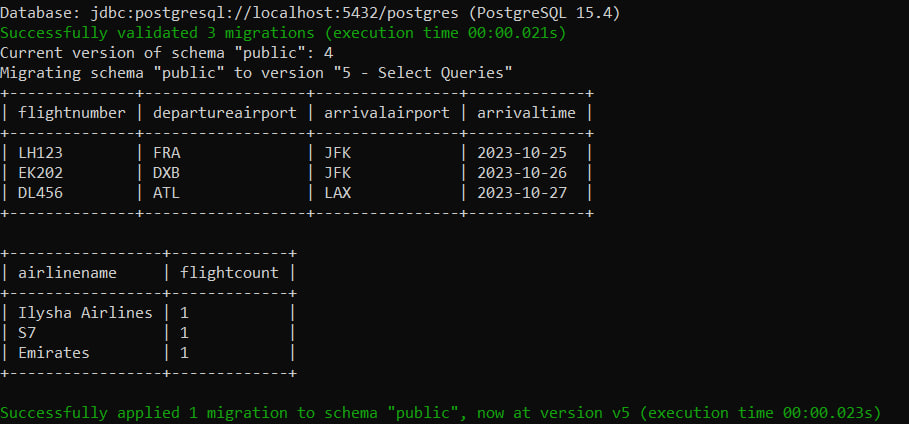 Database: jdbc:postgresql://localhost:5432/postgres (PostgreSQL 15.4)
Successfully validated 3 migrations (execution time 00:00.021s)
Current version of schema "public": 4
Migrating schema "public" to version "5 - Select Queries"
+--------------+------------------+----------------+-------------+
| flightnumber | departureairport | arrivalairport | arrivaltime |
+--------------+------------------+----------------+-------------+
| LH123        | FRA              | JFK            | 2023-10-25  |
| EK202        | DXB              | JFK            | 2023-10-26  |
| DL456        | ATL              | LAX            | 2023-10-27  |
+--------------+------------------+----------------+-------------+
+-----------------+-------------+
| airlinename     | flightcount |
+-----------------+-------------+
| Ilysha Airlines | 1           |
| S7              | 1           |
| Emirates        | 1           |
+-----------------+-------------+
Successfully applied 1 migration to schema "public", now at version v5 (execution time 00:00.023s)